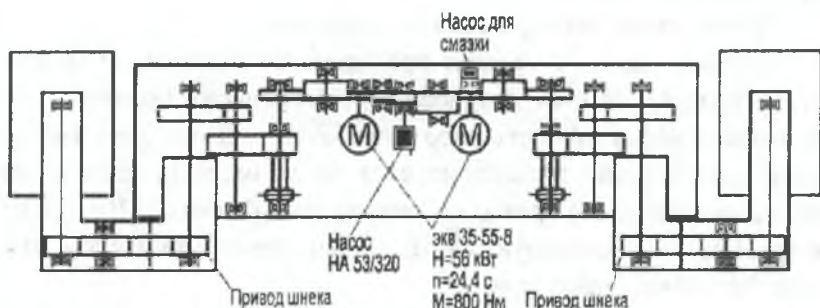 Насос для
смазки
М
М
Насос
НА 53/320
экв 35-55-8
Н=56 кВт
n=24,4 с
М=800 Нм
Привод шнека
Привод шнека